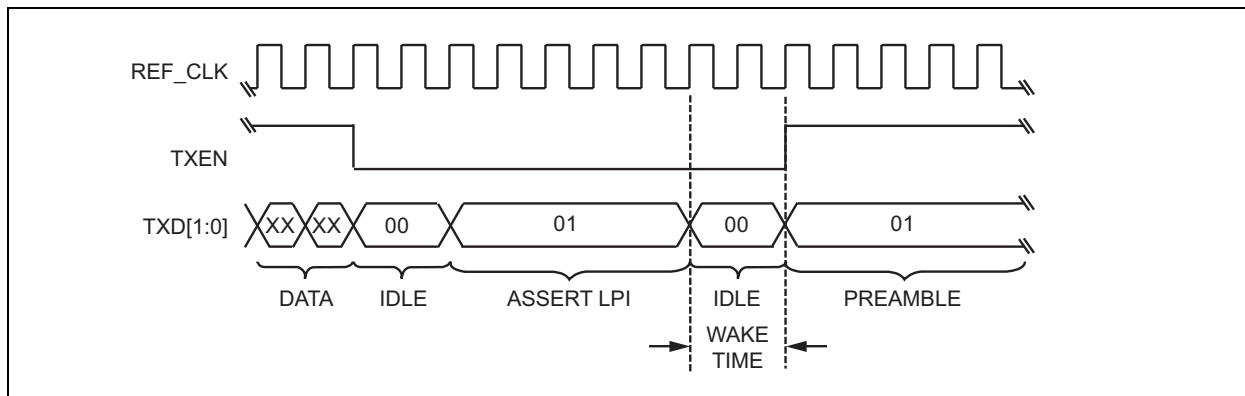 REF_CLK
TXEN
TXD[1:0]
XX
XX
00
01
00
01
DATA
IDLE
ASSERT LPI
IDLE
PREAMBLE
WAKE
TIME